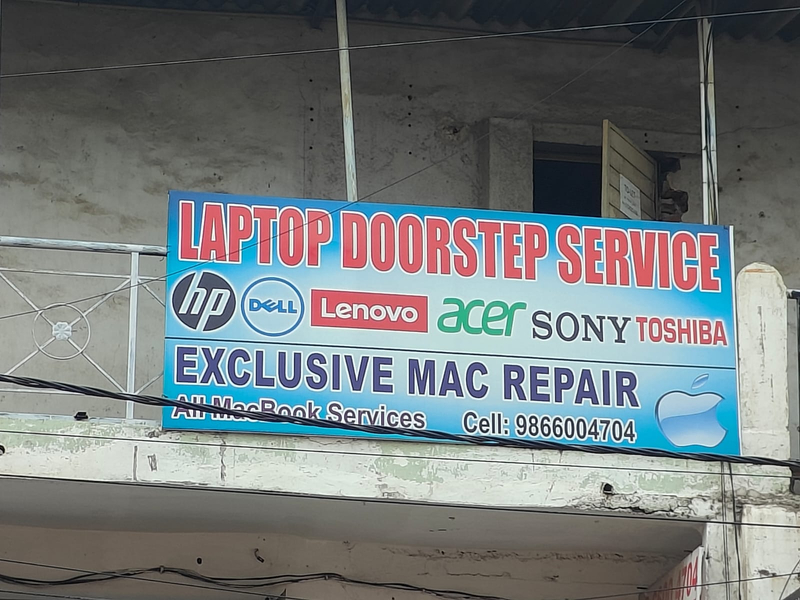 LAPTOP DOORSTEP SERVICE
hp DELL Lenovo acer SONY TOSHIBA
EXCLUSIVE MAC REPAIR
All MacBook Services Cell: 9866004704